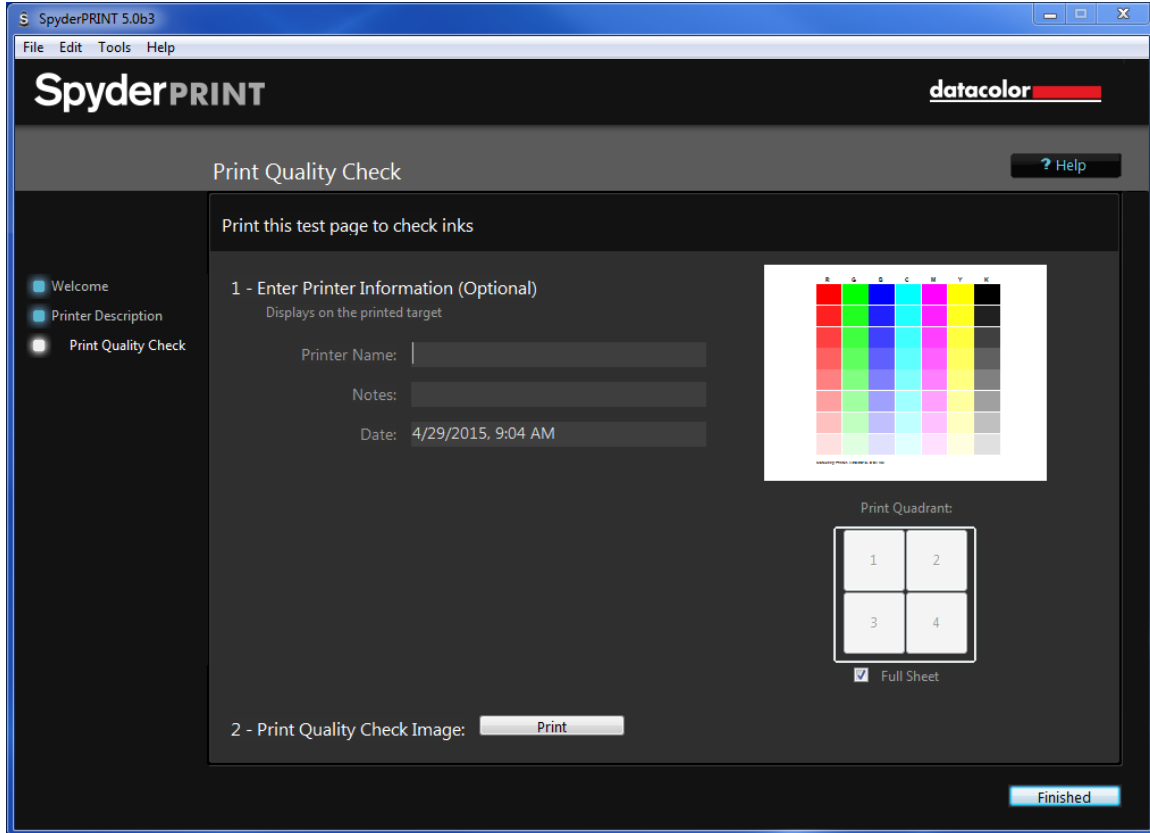 SpyderPRINT 5.0b3
File Edit Tools Help
SpyderPRINT
datacolor
Print Quality Check
? Help
Print this test page to check inks
Welcome
Printer Description
Print Quality Check
1 - Enter Printer Information (Optional)
Displays on the printed target
Printer Name:
Notes:
Date: 4/29/2015, 9:04 AM
R G B C M Y K
Print Quadrant:
1 2
3 4
Full Sheet
2 - Print Quality Check Image: Print
Finished